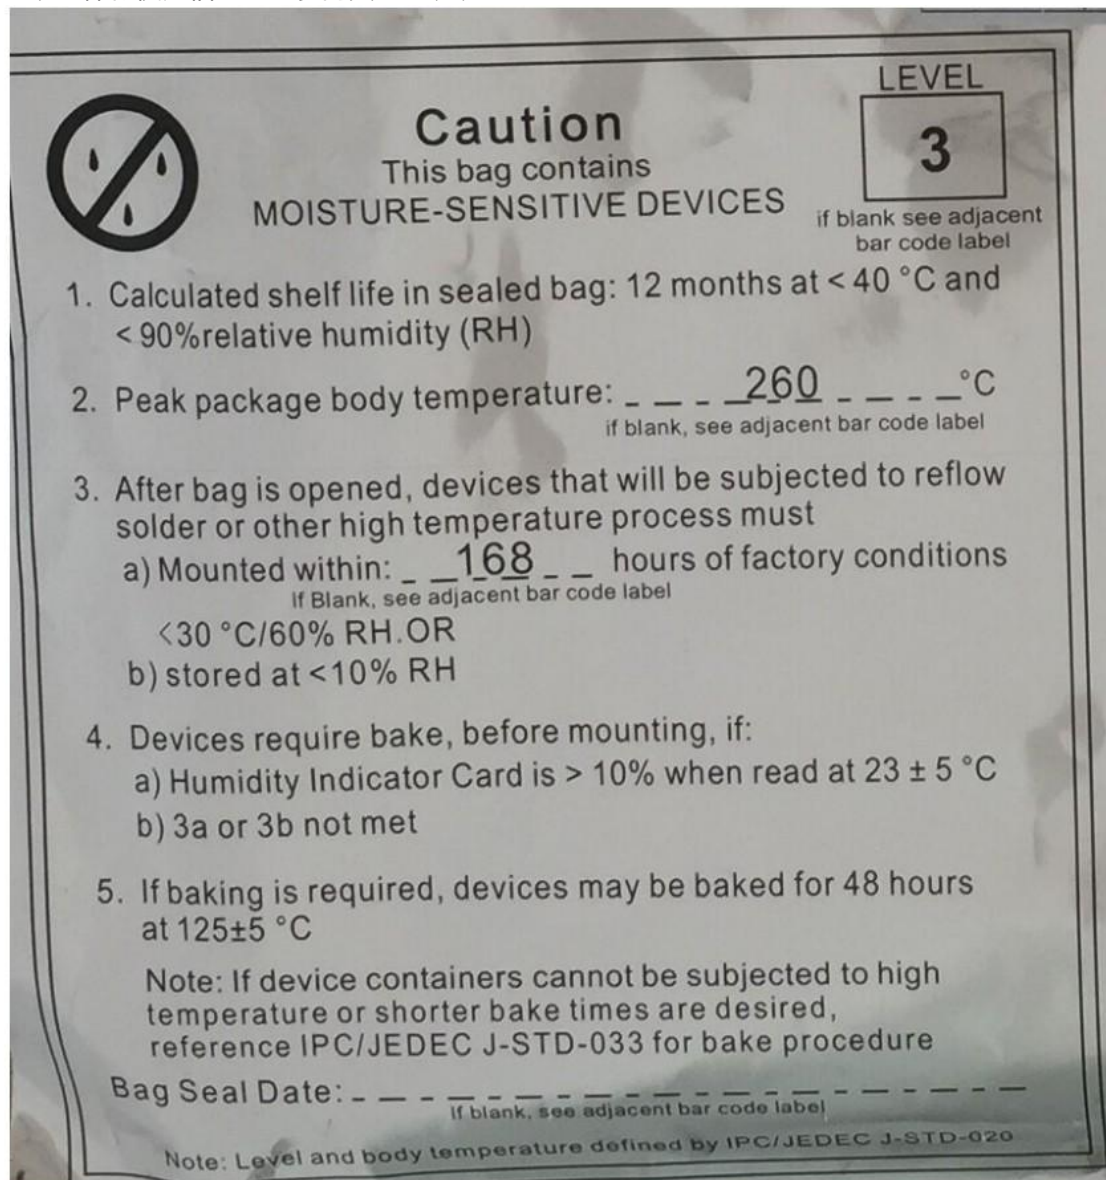 LEVEL
3
if blank see adjacent
bar code label
Caution
This bag contains
MOISTURE-SENSITIVE DEVICES
1. Calculated shelf life in sealed bag: 12 months at < 40 °C and
< 90%relative humidity (RH)
2. Peak package body temperature: _ _ _ _260 _ _ _ _°C
if blank, see adjacent bar code label
3. After bag is opened, devices that will be subjected to reflow
solder or other high temperature process must
a) Mounted within: _ _168_ _ hours of factory conditions
If Blank, see adjacent bar code label
<30 °C/60% RH.OR
b) stored at <10% RH
4. Devices require bake, before mounting, if:
a) Humidity Indicator Card is > 10% when read at 23 ± 5 °C
b) 3a or 3b not met
5. If baking is required, devices may be baked for 48 hours
at 125±5 °C
Note: If device containers cannot be subjected to high
temperature or shorter bake times are desired,
reference IPC/JEDEC J-STD-033 for bake procedure
Bag Seal Date: _ _ _ _ _ _ _ _ _ _ _ _ _ _ _ _ _
If blank, see adjacent bar code label
Note: Level and body temperature defined by IPC/JEDEC J-STD-020